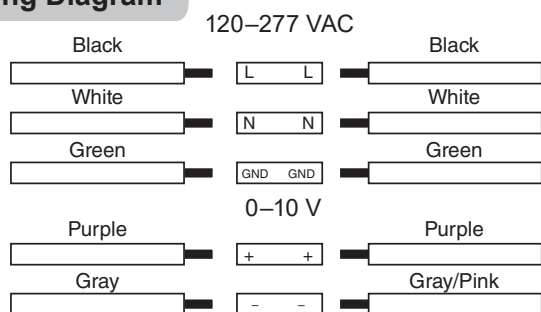 ng Diagram
120–277 VAC
Black Black
L L
White White
N N
Green Green
GND GND
0–10 V
Purple Purple
+ +
Gray Gray/Pink
– –